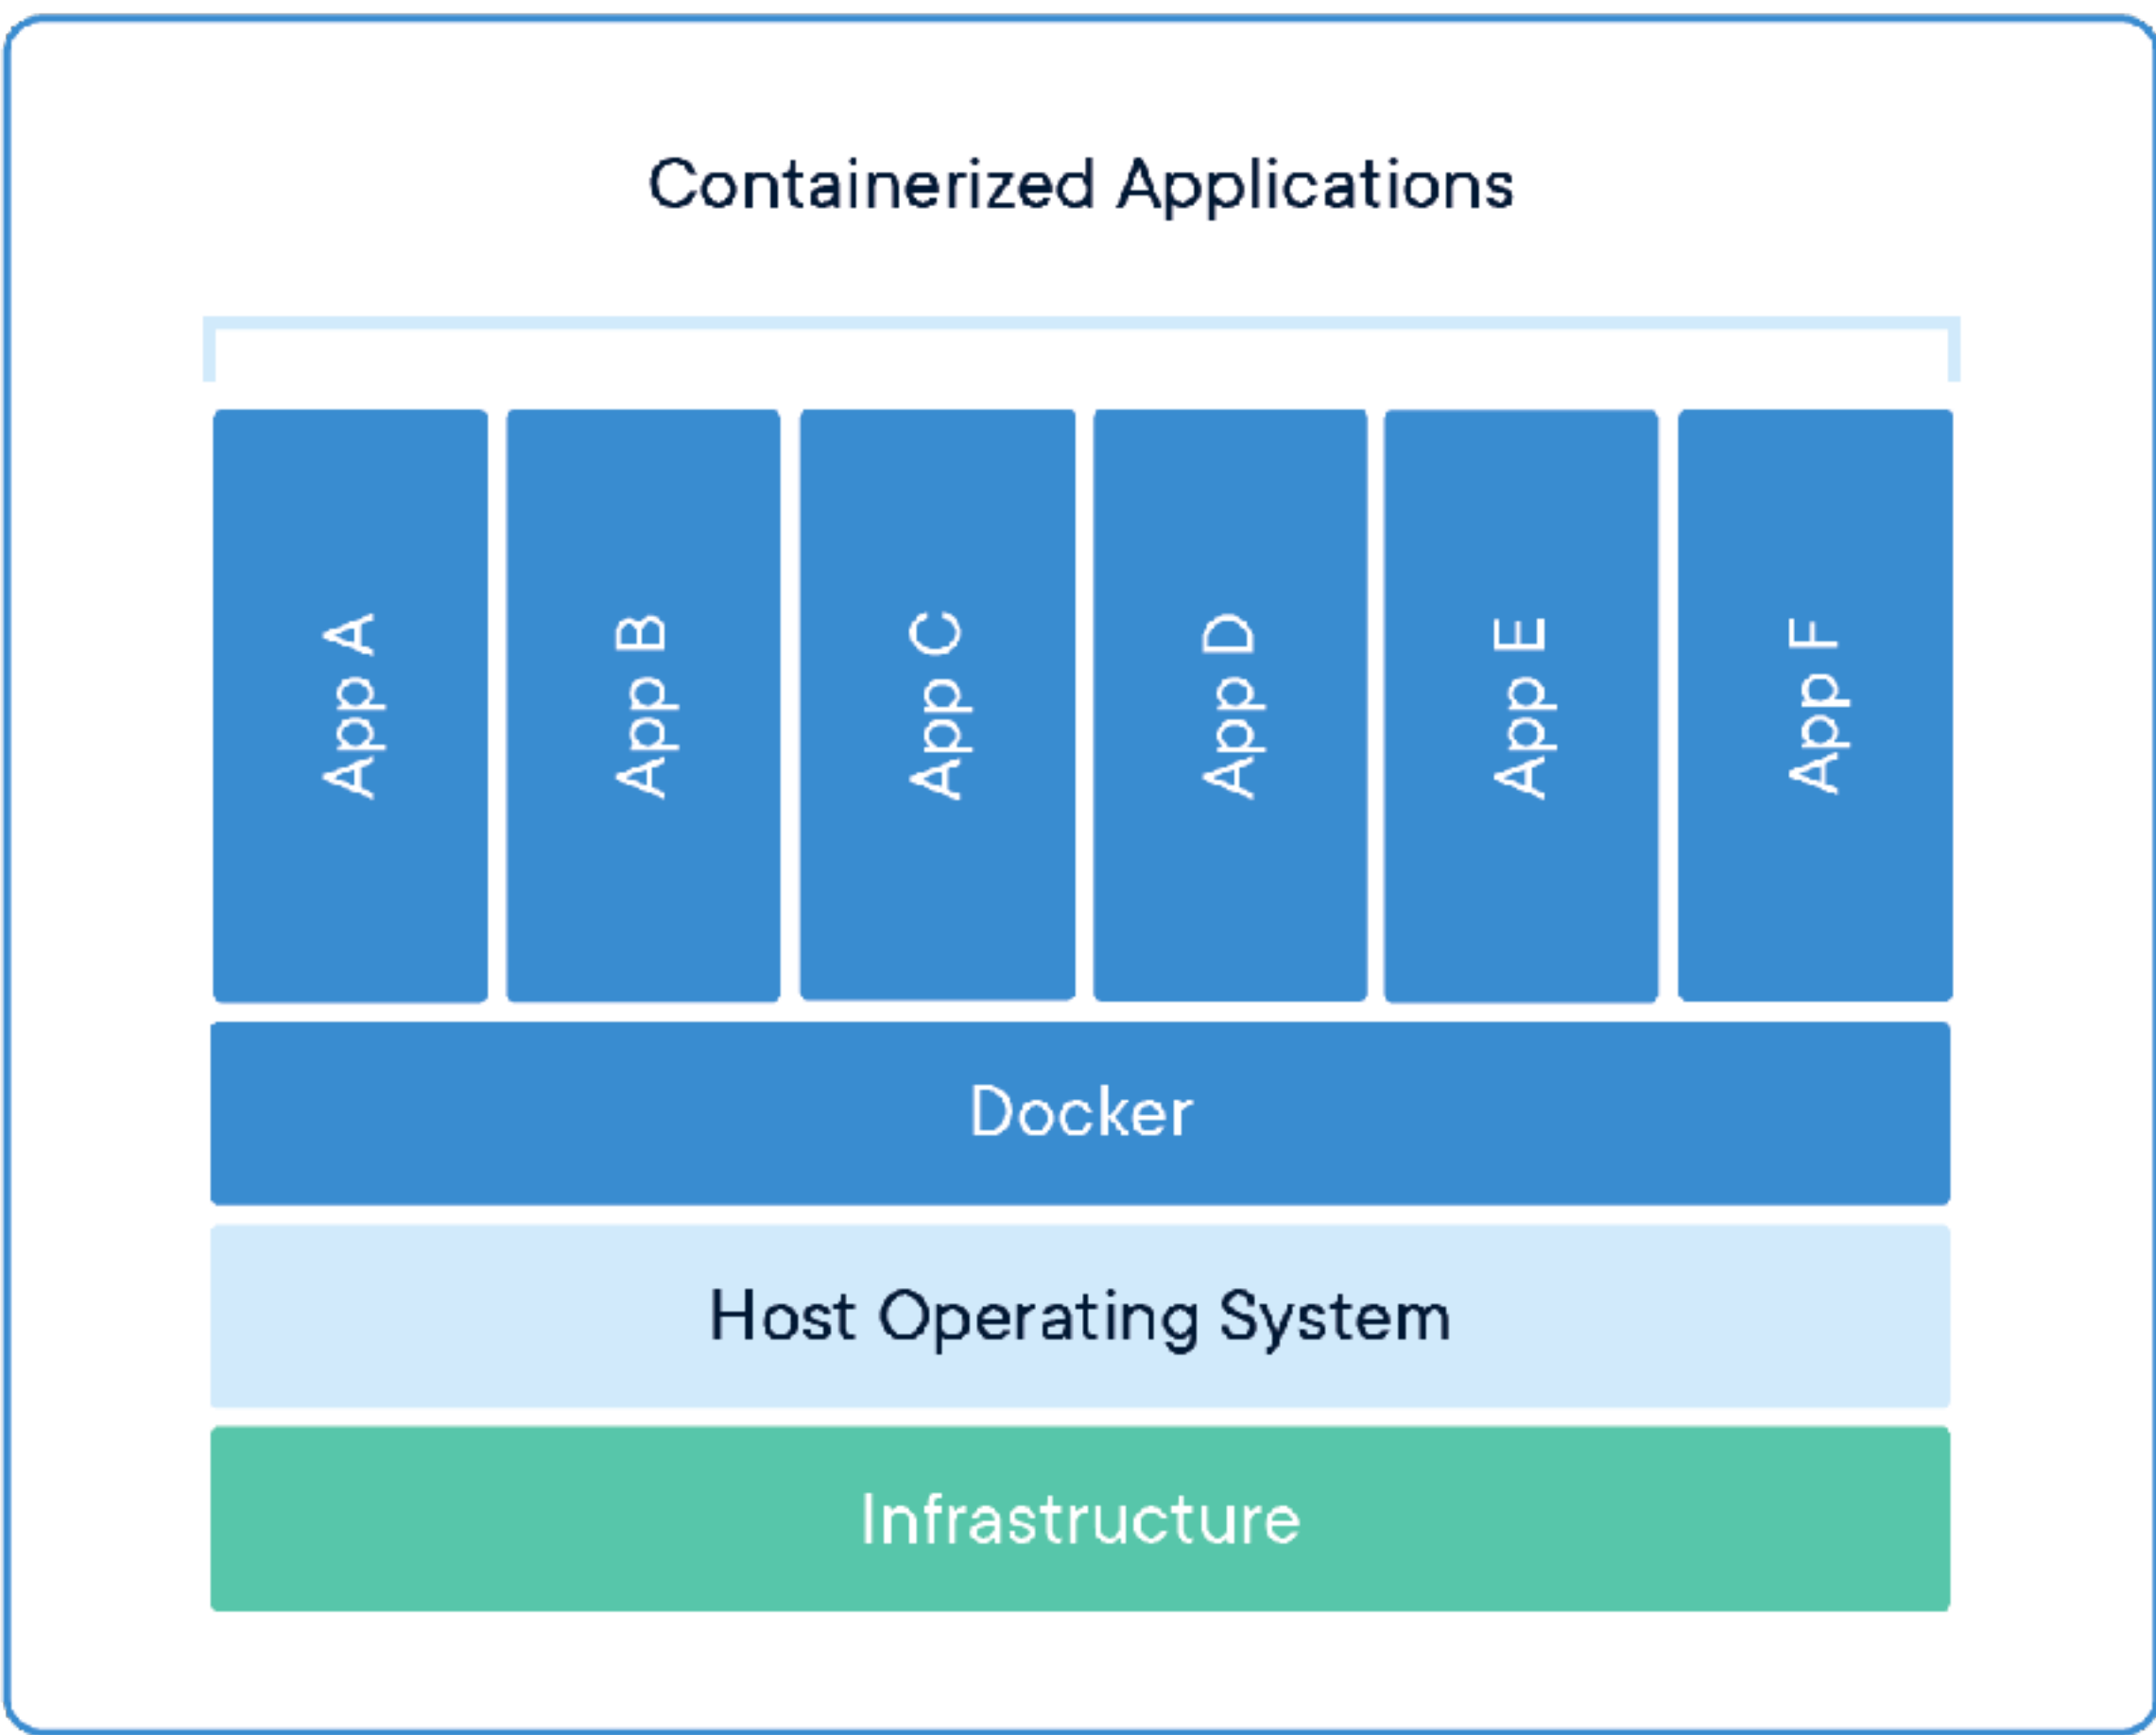 Containerized Applications
App A
App B
App C
App D
App E
App F
Docker
Host Operating System
Infrastructure